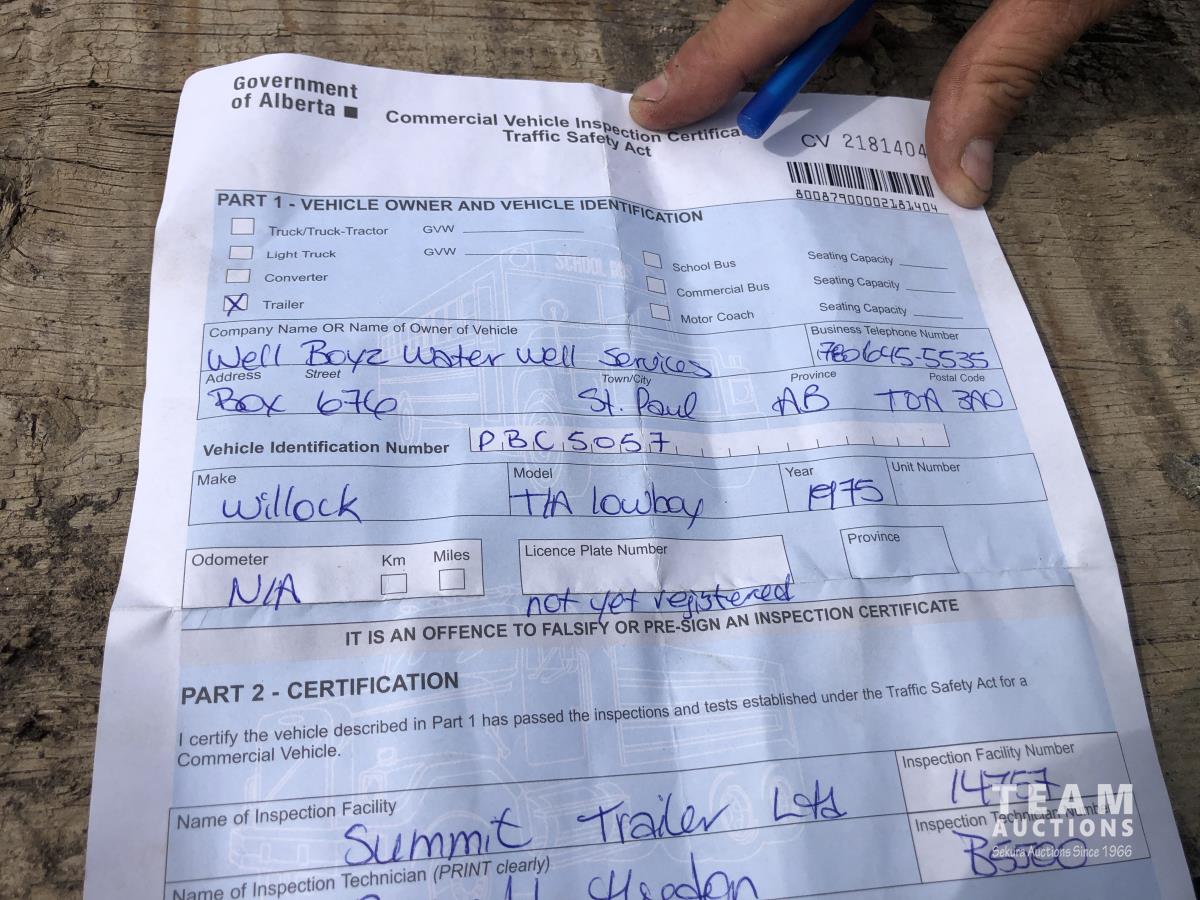 Government
of Alberta
Commercial Vehicle Inspection
Traffic Safety Act
CV 2181404
80087900002181404
PART 1 - VEHICLE OWNER AND VEHICLE IDENTIFICATION
Truck/Truck-Tractor GVW
Light Truck GVW
Converter
X Trailer
School Bus Seating Capacity
Commercial Bus Seating Capacity
Motor Coach Seating Capacity
SCHOOL BUS
Company Name OR Name of Owner of Vehicle Business Telephone Number
Well Boyz Water Well Services 780645-5535
Address Street Town/City Province Postal Code
Box 676 St. Paul AB T0A 3A0
Vehicle Identification Number PBC5057
Make Model Year Unit Number
Willock T/A lowboy 1975
Odometer Km Miles Licence Plate Number Province
N/A not yet registered
IT IS AN OFFENCE TO FALSIFY OR PRE-SIGN AN INSPECTION CERTIFICATE
PART 2 - CERTIFICATION
I certify the vehicle described in Part 1 has passed the inspections and tests established under the Traffic Safety Act for a
Commercial Vehicle.
Name of Inspection Facility Inspection Facility Number
Summit Trailer Ltd 14757
Name of Inspection Technician (PRINT clearly) Inspection Technician
TEAM
AUCTIONS
Sekura Auctions Since 1966